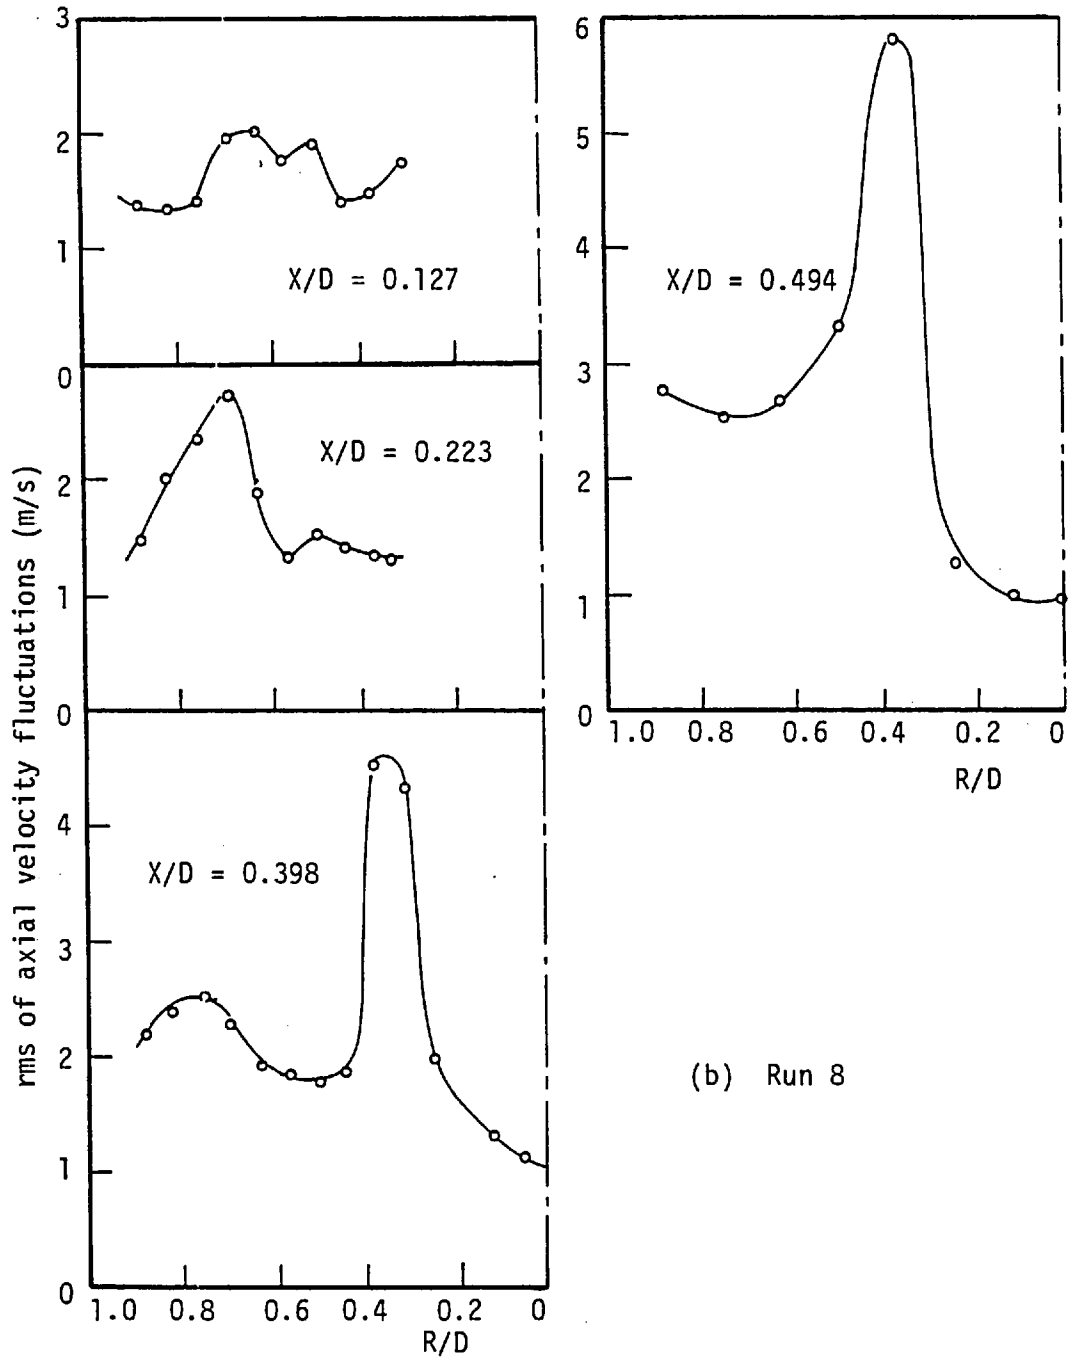 rms of axial velocity fluctuations (m/s)
3
2
1
X/D = 0.127
0
2
1
X/D = 0.223
0
4
3
2
1
0
X/D = 0.398
1.0 0.8 0.6 0.4 0.2 0
R/D
6
5
4
3
2
1
0
X/D = 0.494
1.0 0.8 0.6 0.4 0.2 0
R/D
(b) Run 8